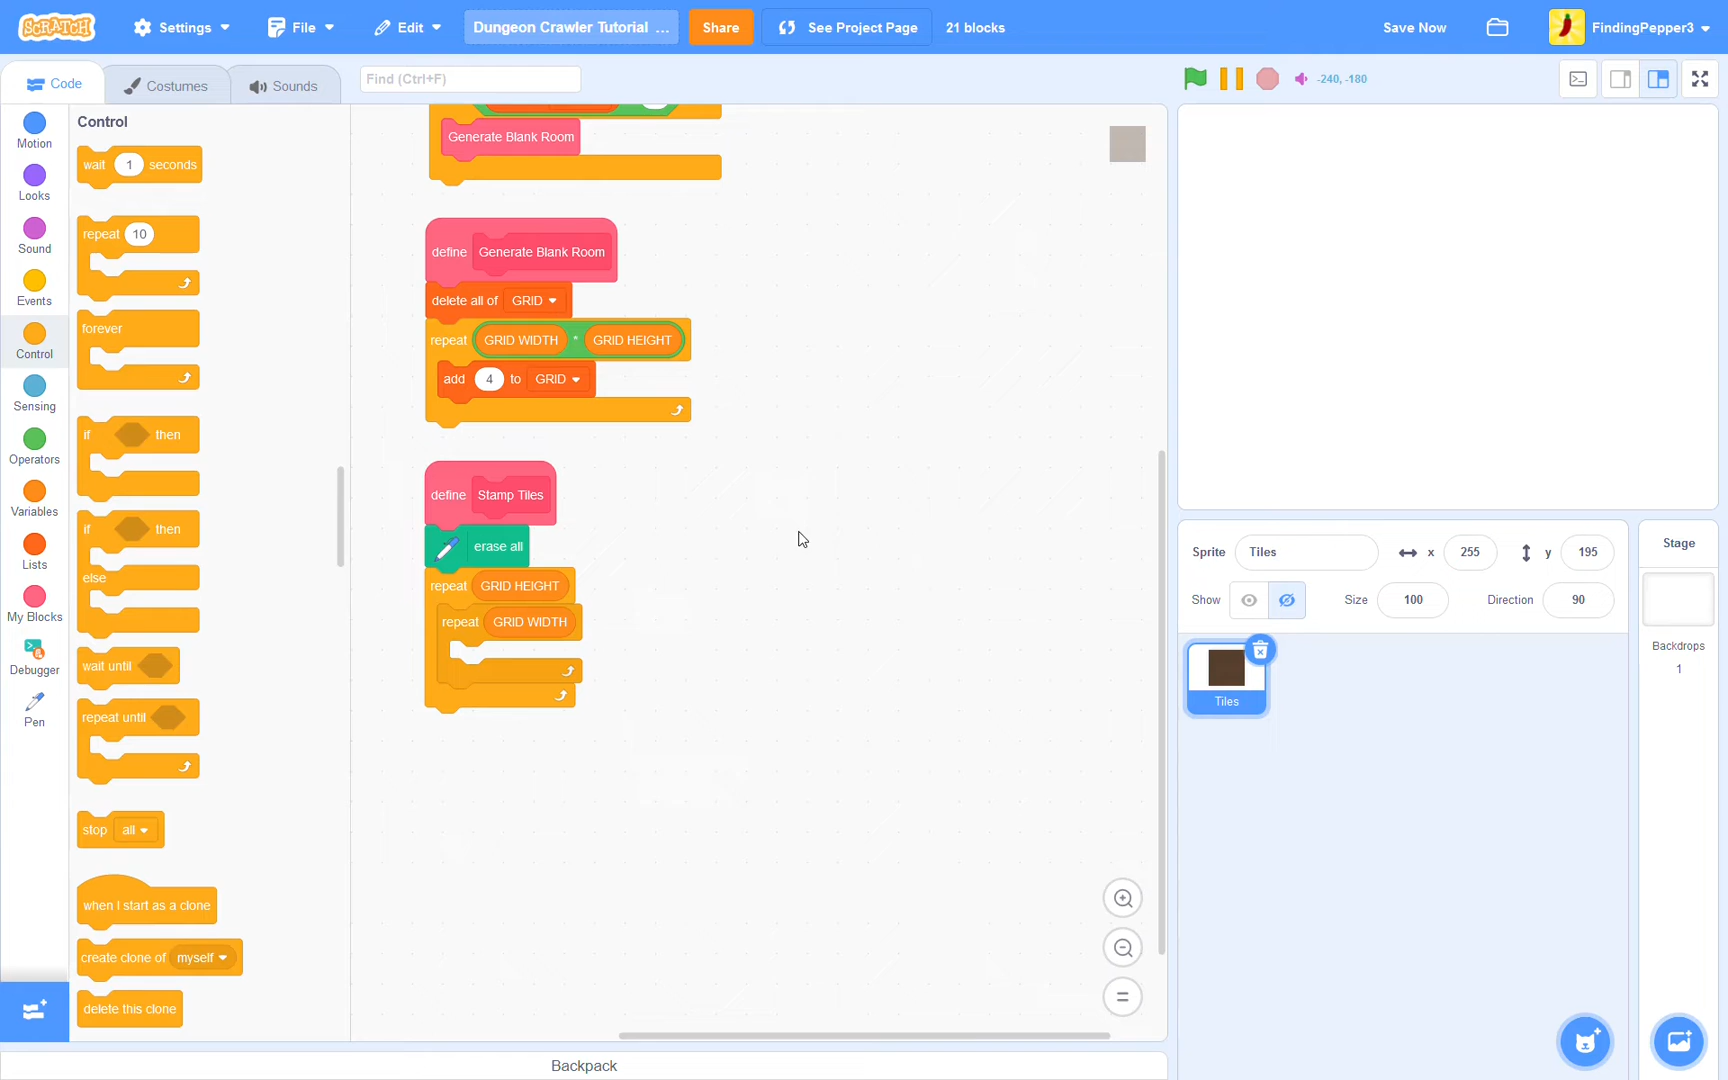 SCRATCH Settings File Edit Dungeon Crawler Tutorial ... Share See Project Page 21 blocks Save Now FindingPepper3
Code Costumes Sounds Find (Ctrl+F) -240, -180
Motion
Looks
Sound
Events
Control
Sensing
Operators
Variables
Lists
My Blocks
Debugger
Pen
Control
wait 1 seconds
repeat 10
forever
if then
if then
else
wait until
repeat until
stop all
when I start as a clone
create clone of myself
delete this clone
Generate Blank Room
define Generate Blank Room
delete all of GRID
repeat GRID WIDTH * GRID HEIGHT
add 4 to GRID
define Stamp Tiles
erase all
repeat GRID HEIGHT
repeat GRID WIDTH
=
Backpack
Sprite Tiles x 255 y 195
Show Size 100 Direction 90
Tiles
Stage
Backdrops
1